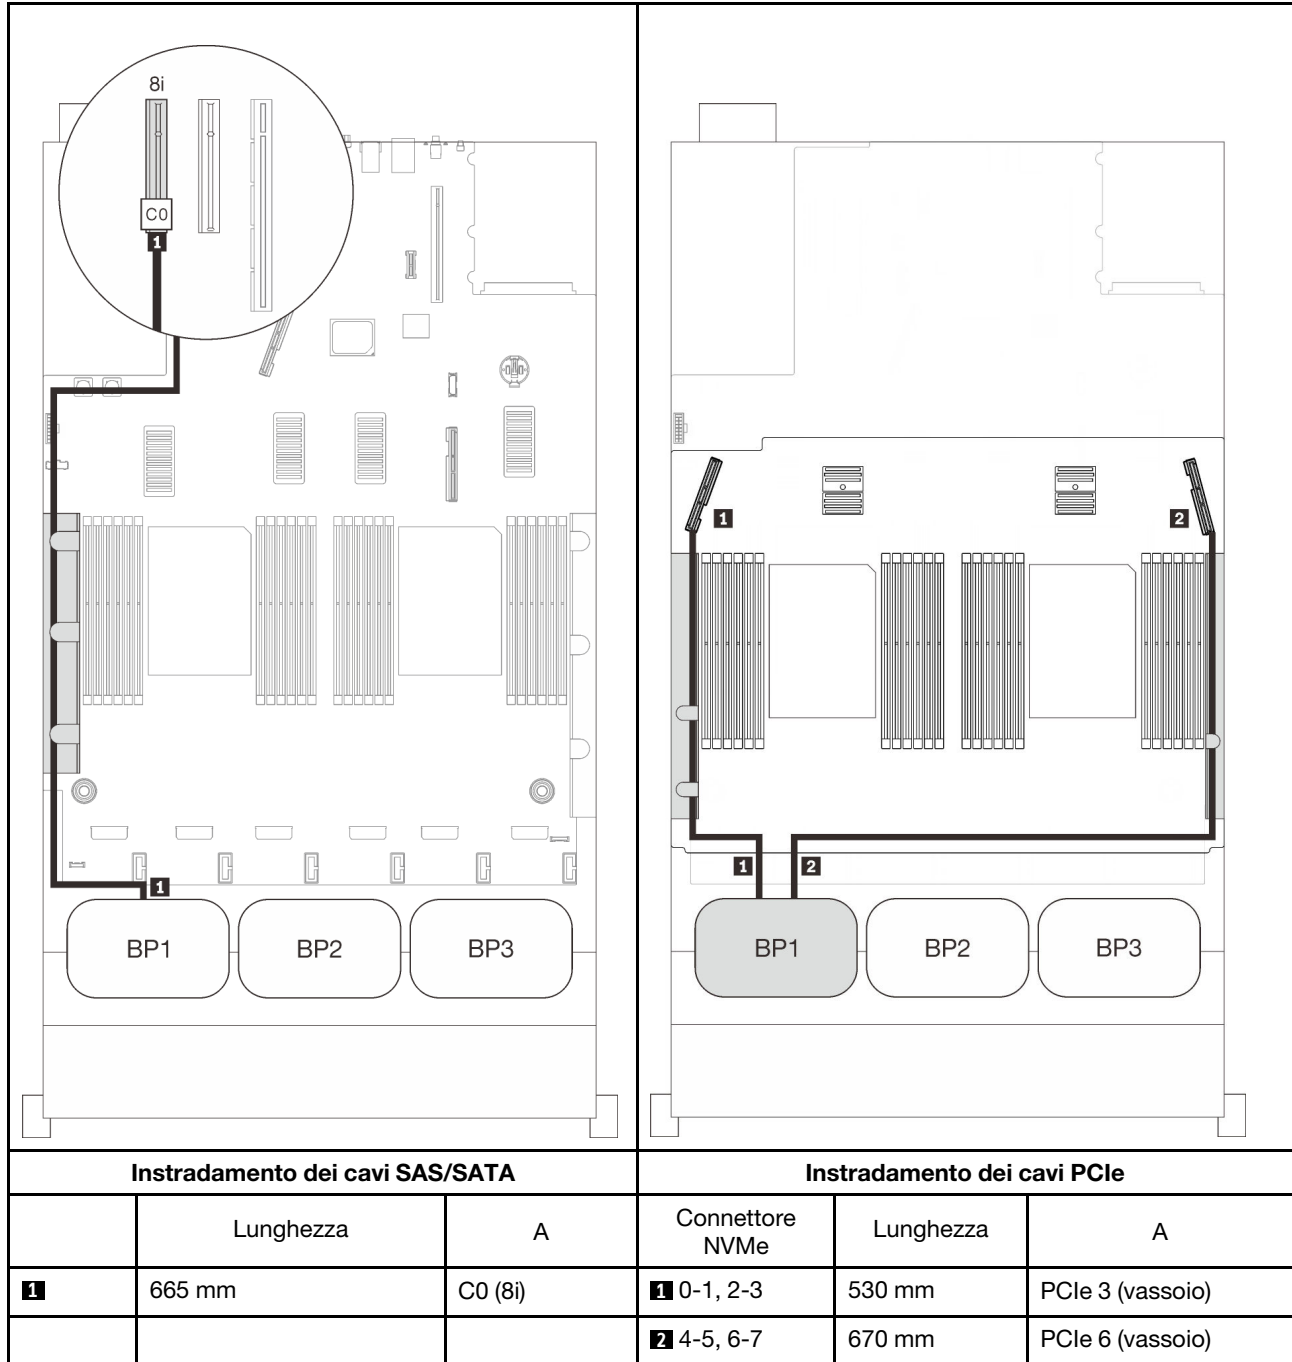 8i
C0
1
1
BP1
BP2
BP3
1
2
1
2
BP1
BP2
BP3
Instradamento dei cavi SAS/SATA
Instradamento dei cavi PCIe
Lunghezza
A
Connettore
NVMe
Lunghezza
A
1
665 mm
C0 (8i)
1 0-1, 2-3
530 mm
PCIe 3 (vassoio)
2 4-5, 6-7
670 mm
PCIe 6 (vassoio)